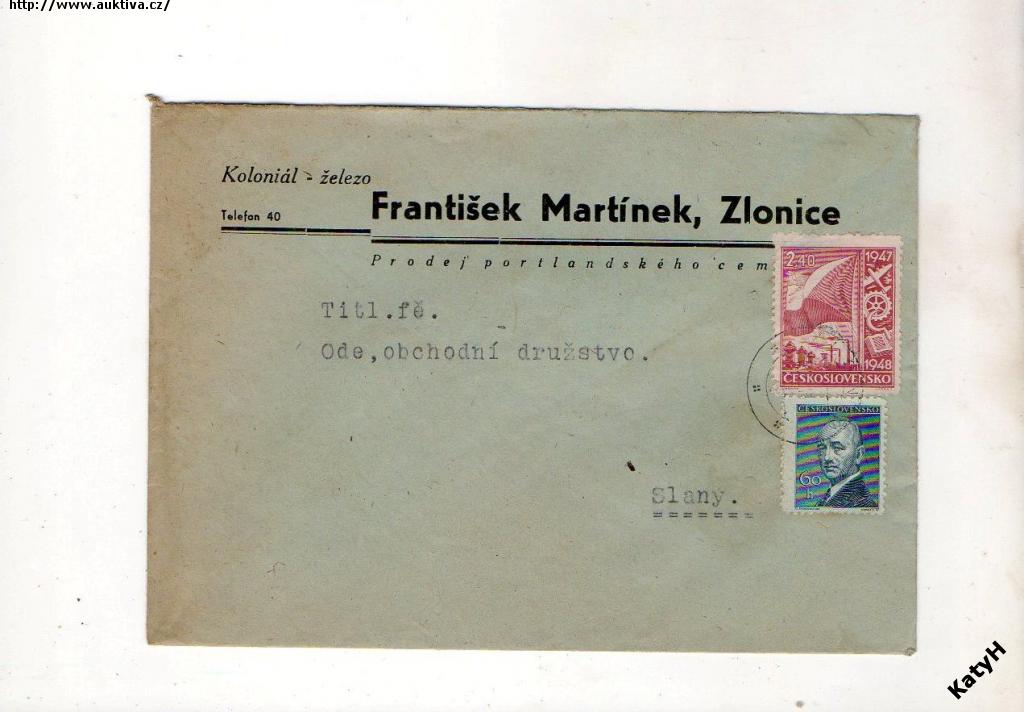 http://www.auktiva.cz/
Koloniál - železo
Telefon 40
František Martínek, Zlonice
Prodej portlandského cem
2·40
1947
1948
ČESKOSLOVENSKO
Titl.fě.
Ode,obchodní družstvo.
ČESKOSLOVENSKO
60
h
Slany.
KatyH